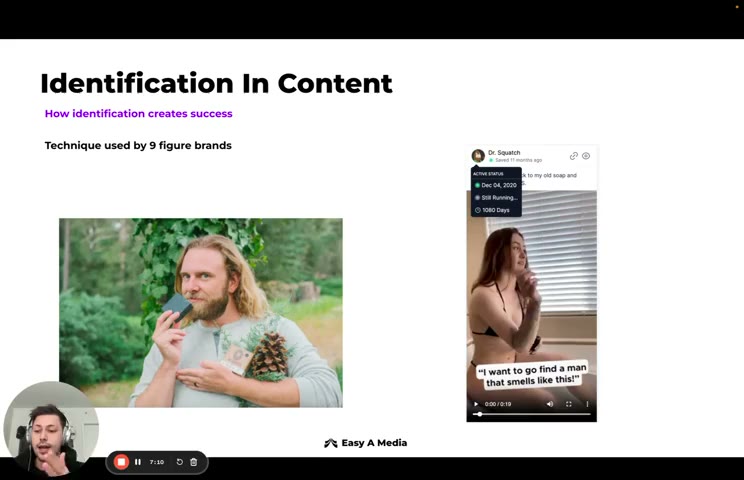 Identification In Content
How identification creates success
Technique used by 9 figure brands
Dr. Squatch
Saved 11 months ago
ck to my old soap and
ACTIVE STATUS
Dec 04, 2020
Still Running...
1080 Days
"I want to go find a man
that smells like this!"
0:00 / 0:19
Easy A Media
7:10